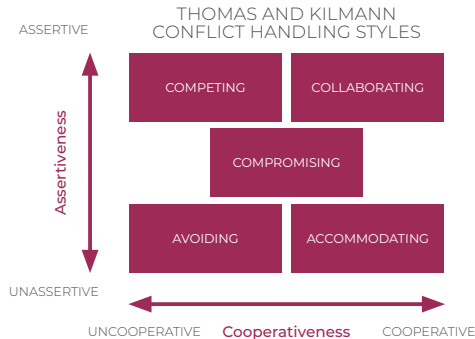 THOMAS AND KILMANN
CONFLICT HANDLING STYLES
ASSERTIVE
COMPETING
COLLABORATING
Assertiveness
COMPROMISING
AVOIDING
ACCOMMODATING
UNASSERTIVE
UNCOOPERATIVE
Cooperativeness
COOPERATIVE